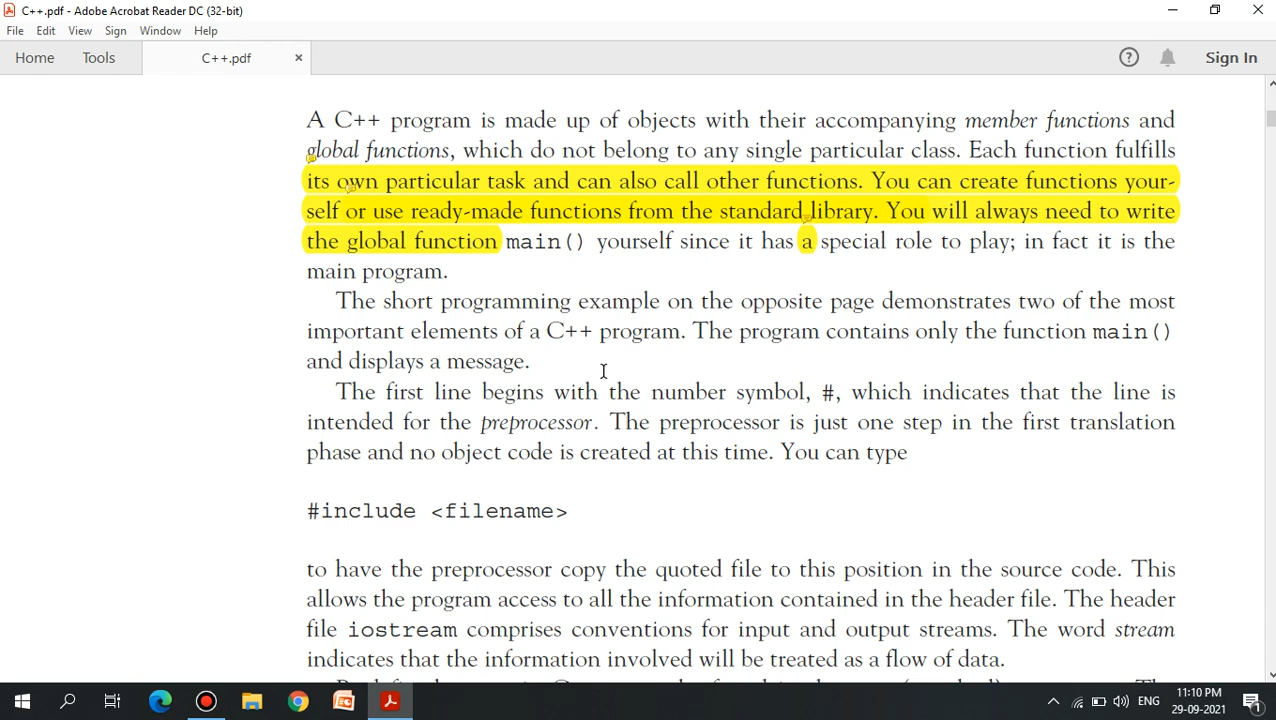 C++.pdf - Adobe Acrobat Reader DC (32-bit)
File Edit View Sign Window Help
Home Tools C++.pdf × ? Sign In
A C++ program is made up of objects with their accompanying member functions and
global functions, which do not belong to any single particular class. Each function fulfills
its own particular task and can also call other functions. You can create functions your-
self or use ready-made functions from the standard library. You will always need to write
the global function main() yourself since it has a special role to play; in fact it is the
main program.
The short programming example on the opposite page demonstrates two of the most
important elements of a C++ program. The program contains only the function main()
and displays a message.
The first line begins with the number symbol, #, which indicates that the line is
intended for the preprocessor. The preprocessor is just one step in the first translation
phase and no object code is created at this time. You can type
#include <filename>
to have the preprocessor copy the quoted file to this position in the source code. This
allows the program access to all the information contained in the header file. The header
file iostream comprises conventions for input and output streams. The word stream
indicates that the information involved will be treated as a flow of data.
ENG
11:10 PM
29-09-2021
1